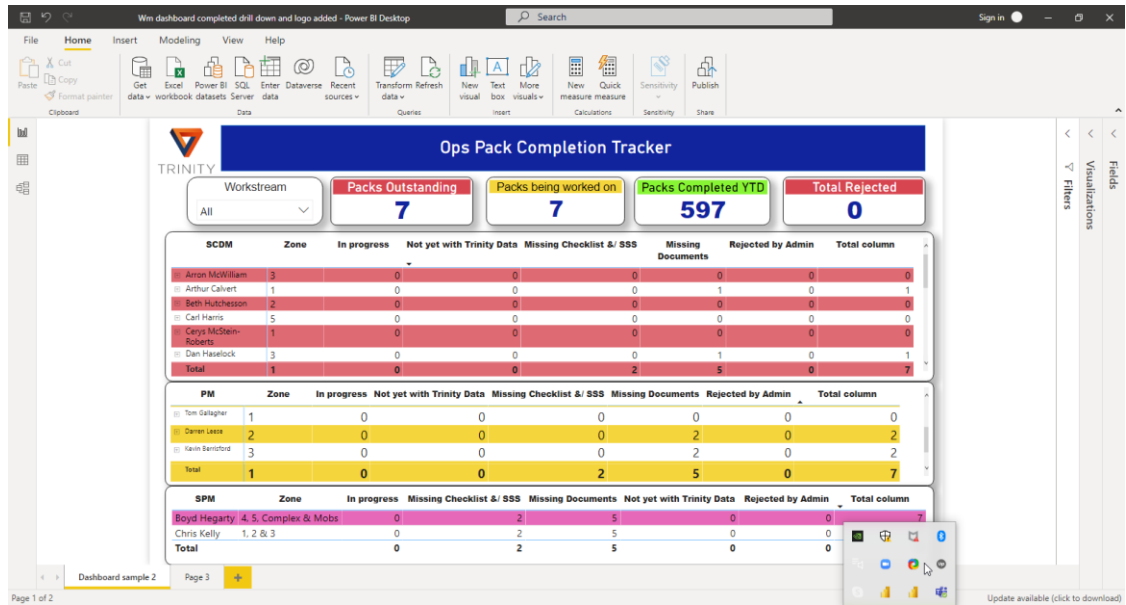 Wm dashboard completed drill down and logo added - Power BI Desktop
Search
Sign in
File Home Insert Modeling View Help
Paste
Cut
Copy
Format painter
Clipboard
Get data
Excel workbook
Power BI datasets
SQL Server
Enter data
Dataverse
Recent sources
Data
Transform data
Refresh
Queries
New visual
Text box
More visuals
Insert
New measure
Quick measure
Calculations
Sensitivity
Sensitivity
Publish
Share
TRINITY
Ops Pack Completion Tracker
Workstream
All
Packs Outstanding
7
Packs being worked on
7
Packs Completed YTD
597
Total Rejected
0
Filters
Visualizations
Fields
SCDM Zone In progress Not yet with Trinity Data Missing Checklist &/ SSS Missing Documents Rejected by Admin Total column
Arron McWilliam 3 0 0 0 0 0 0
Arthur Calvert 1 0 0 0 1 0 1
Beth Hutchesson 2 0 0 0 0 0 0
Carl Harris 5 0 0 0 0 0 0
Cerys McStein-Roberts 1 0 0 0 0 0 0
Dan Haselock 3 0 0 0 1 0 1
Total 1 0 0 2 5 0 7
PM Zone In progress Not yet with Trinity Data Missing Checklist &/ SSS Missing Documents Rejected by Admin Total column
Tom Gallagher 1 0 0 0 0 0 0
Darren Leese 2 0 0 0 2 0 2
Kevin Berrisford 3 0 0 0 2 0 2
Total 1 0 0 2 5 0 7
SPM Zone In progress Missing Checklist &/ SSS Missing Documents Not yet with Trinity Data Rejected by Admin Total column
Boyd Hegarty 4, 5, Complex & Mobs 0 2 5 0 0 7
Chris Kelly 1, 2 & 3 0 2 5 0 0
Total 0 2 5 0 0
Dashboard sample 2
Page 3
Page 1 of 2
Update available (click to download)